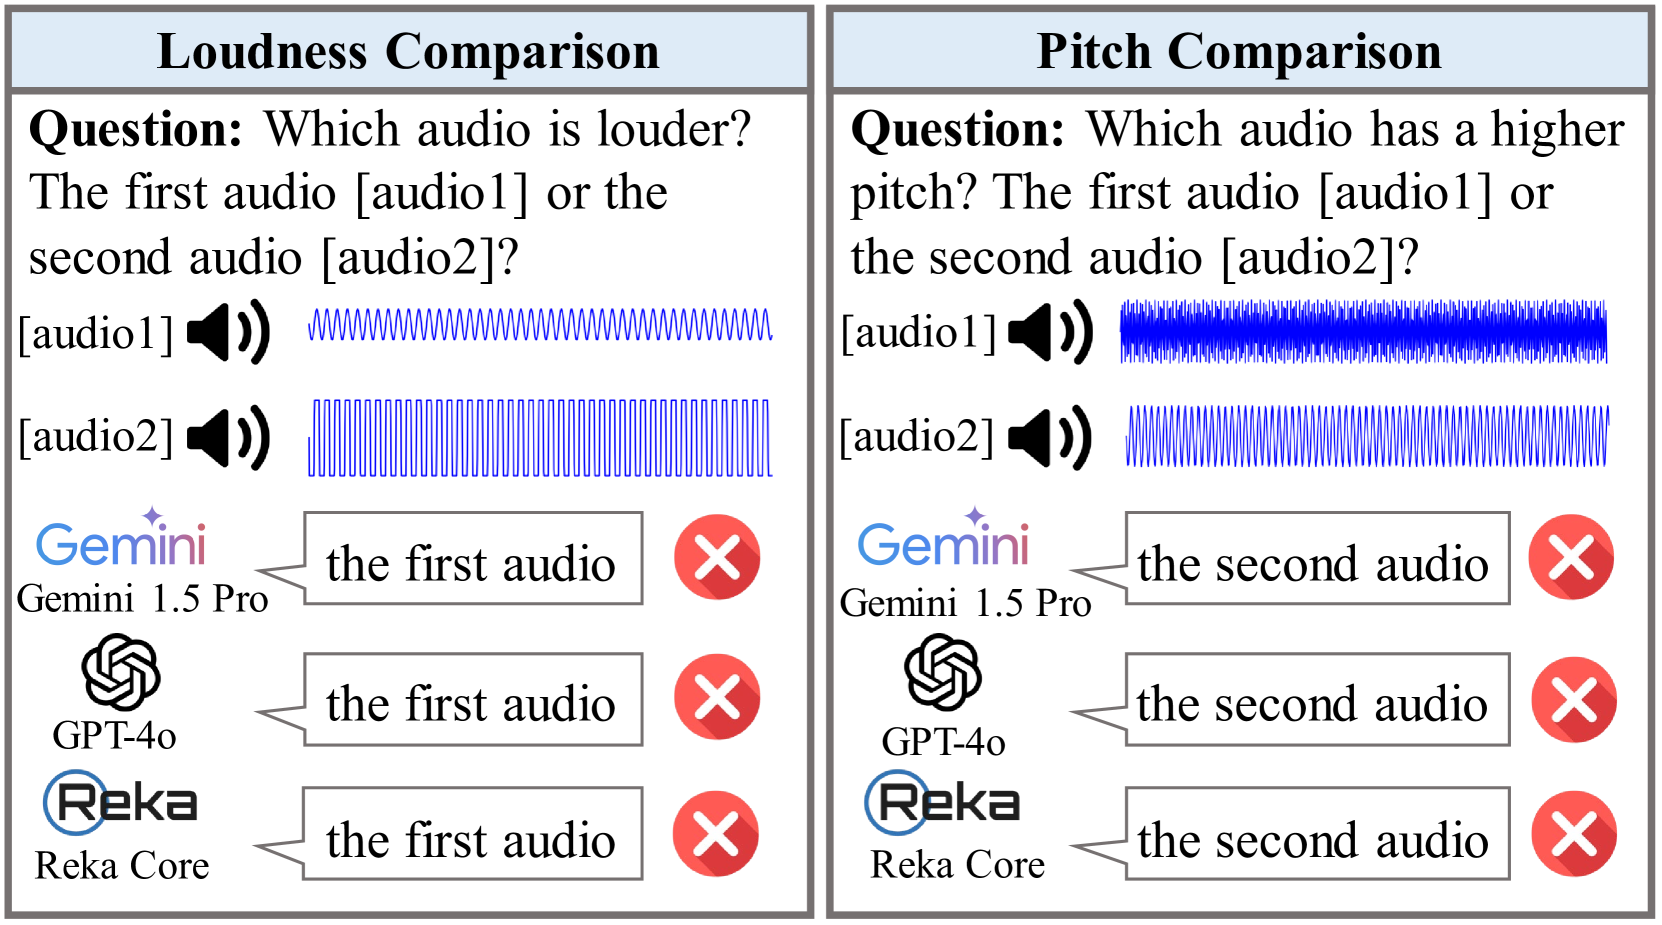 Loudness Comparison
Question: Which audio is louder?
The first audio [audio1] or the
second audio [audio2]?
[audio1]
[audio2]
Gemini
Gemini 1.5 Pro
the first audio
GPT-4o
the first audio
Reka
Reka Core
the first audio
Pitch Comparison
Question: Which audio has a higher
pitch? The first audio [audio1] or
the second audio [audio2]?
[audio1]
[audio2]
Gemini
Gemini 1.5 Pro
the second audio
GPT-4o
the second audio
Reka
Reka Core
the second audio